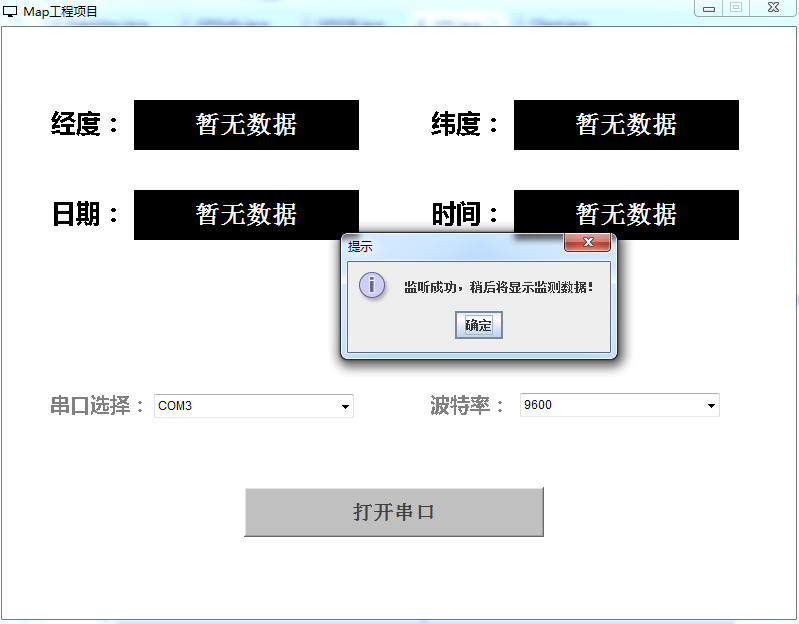 Map工程项目
经度： 暂无数据 纬度： 暂无数据
日期： 暂无数据 时间： 暂无数据
提示
监听成功，稍后将显示监测数据！
确定
串口选择： COM3 波特率： 9600
打开串口